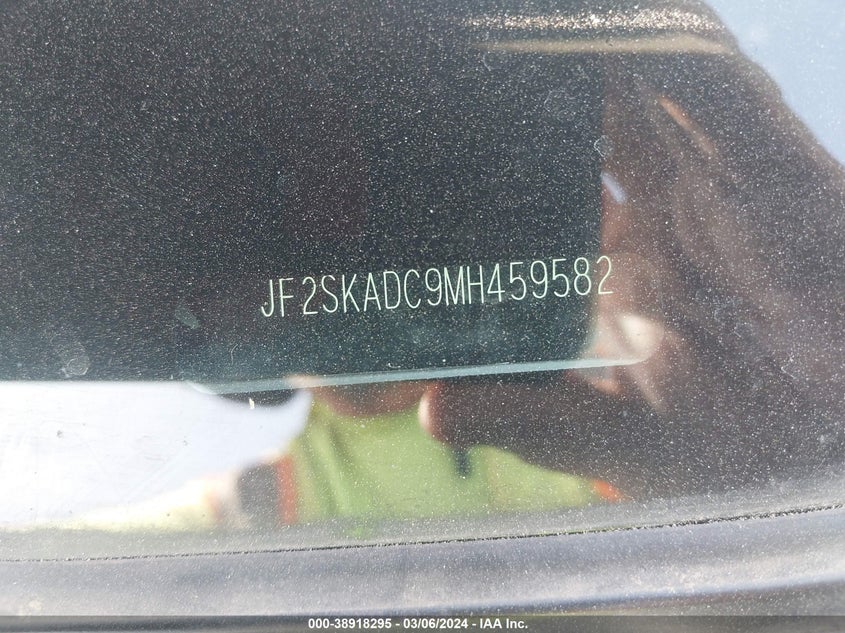 JF2SKADC9MH459582
000-38918295 - 03/06/2024 - IAA Inc.